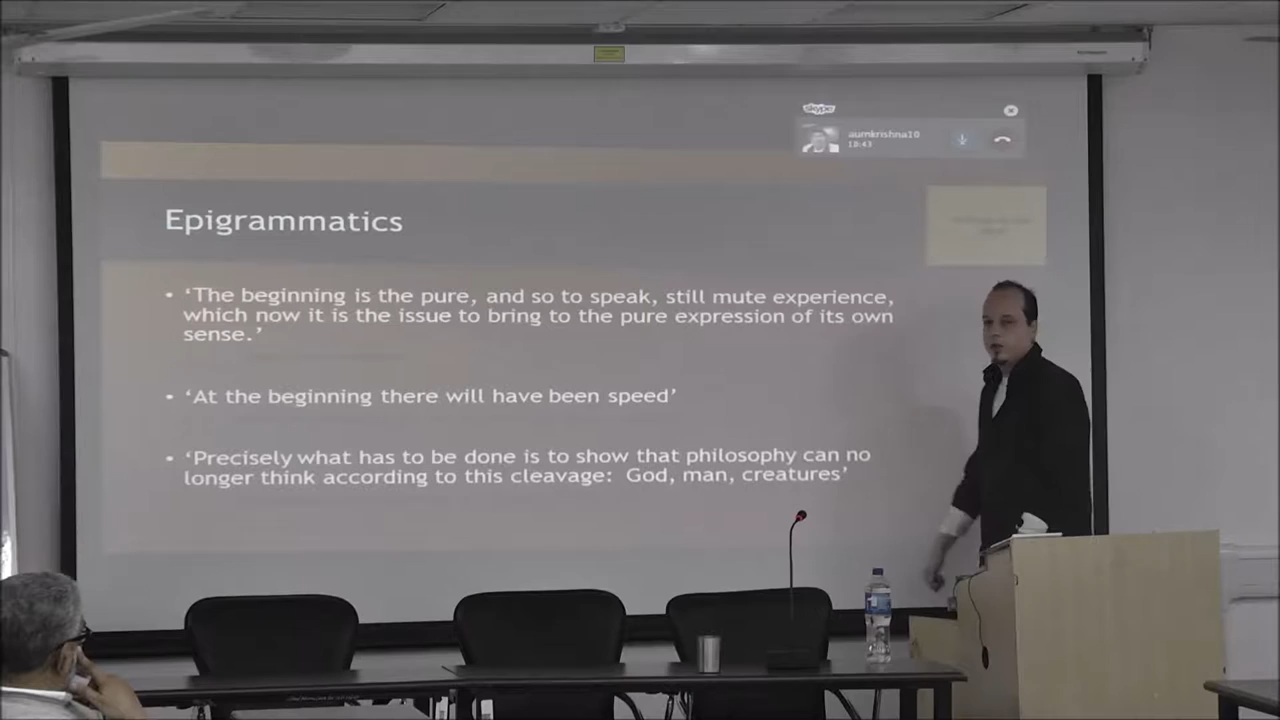 skype
aumkrishna10
18:43
Epigrammatics
• ‘The beginning is the pure, and so to speak, still mute experience,
which now it is the issue to bring to the pure expression of its own
sense.’
• ‘At the beginning there will have been speed’
• ‘Precisely what has to be done is to show that philosophy can no
longer think according to this cleavage:  God, man, creatures’